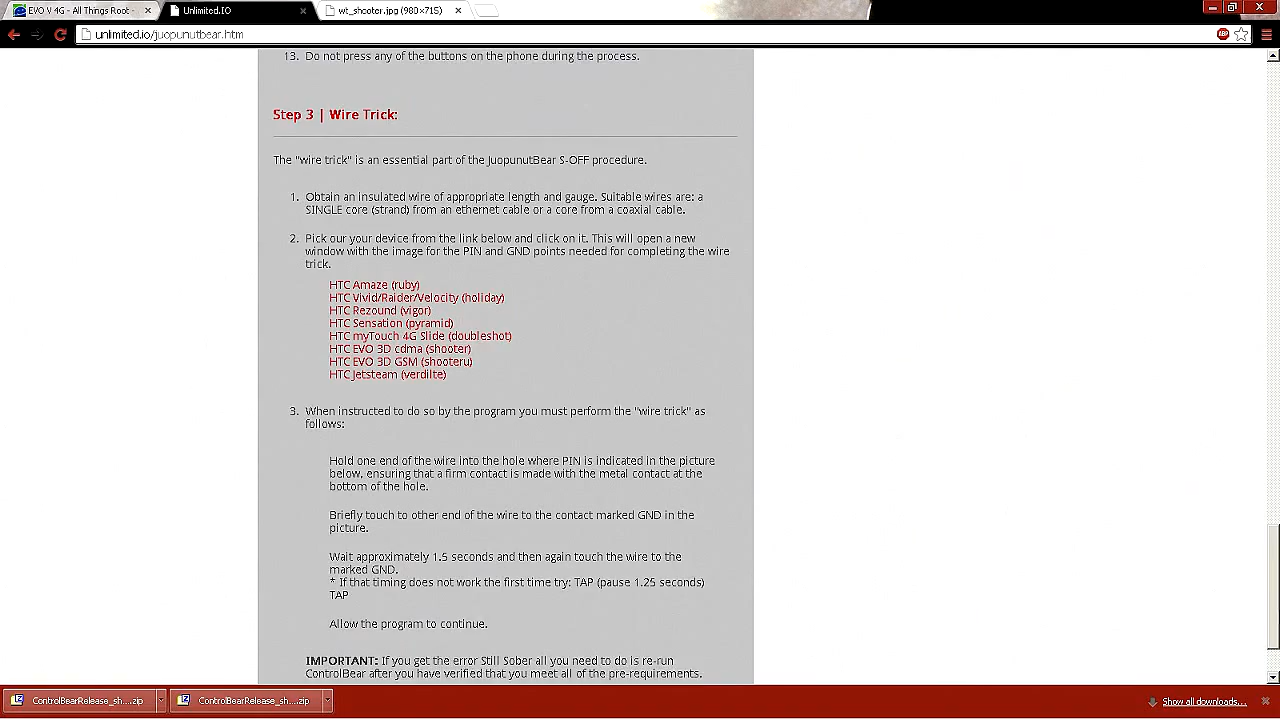 EVO V 4G - All Things Root -
Unlimited.IO
wt_shooter.jpg (980×715)
unlimited.io/juopunutbear.htm
ABP
13. Do not press any of the buttons on the phone during the process.
Step 3 | Wire Trick:
The "wire trick" is an essential part of the JuopunutBear S-OFF procedure.
1. Obtain an insulated wire of appropriate length and gauge. Suitable wires are: a
SINGLE core (strand) from an ethernet cable or a core from a coaxial cable.
2. Pick our your device from the link below and click on it. This will open a new
window with the image for the PIN and GND points needed for completing the wire
trick.
HTC Amaze (ruby)
HTC Vivid/Raider/Velocity (holiday)
HTC Rezound (vigor)
HTC Sensation (pyramid)
HTC myTouch 4G Slide (doubleshot)
HTC EVO 3D cdma (shooter)
HTC EVO 3D GSM (shooteru)
HTC Jetsteam (verdilte)
3. When instructed to do so by the program you must perform the "wire trick" as
follows:
Hold one end of the wire into the hole where PIN is indicated in the picture
below, ensuring that a firm contact is made with the metal contact at the
bottom of the hole.
Briefly touch to other end of the wire to the contact marked GND in the
picture.
Wait approximately 1.5 seconds and then again touch the wire to the
marked GND.
* If that timing does not work the first time try: TAP (pause 1.25 seconds)
TAP
Allow the program to continue.
IMPORTANT: If you get the error Still Sober all you need to do is re-run
ControlBear after you have verified that you meet all of the pre-requirements.
ControlBearRelease_sh....zip
ControlBearRelease_sh....zip
Show all downloads...